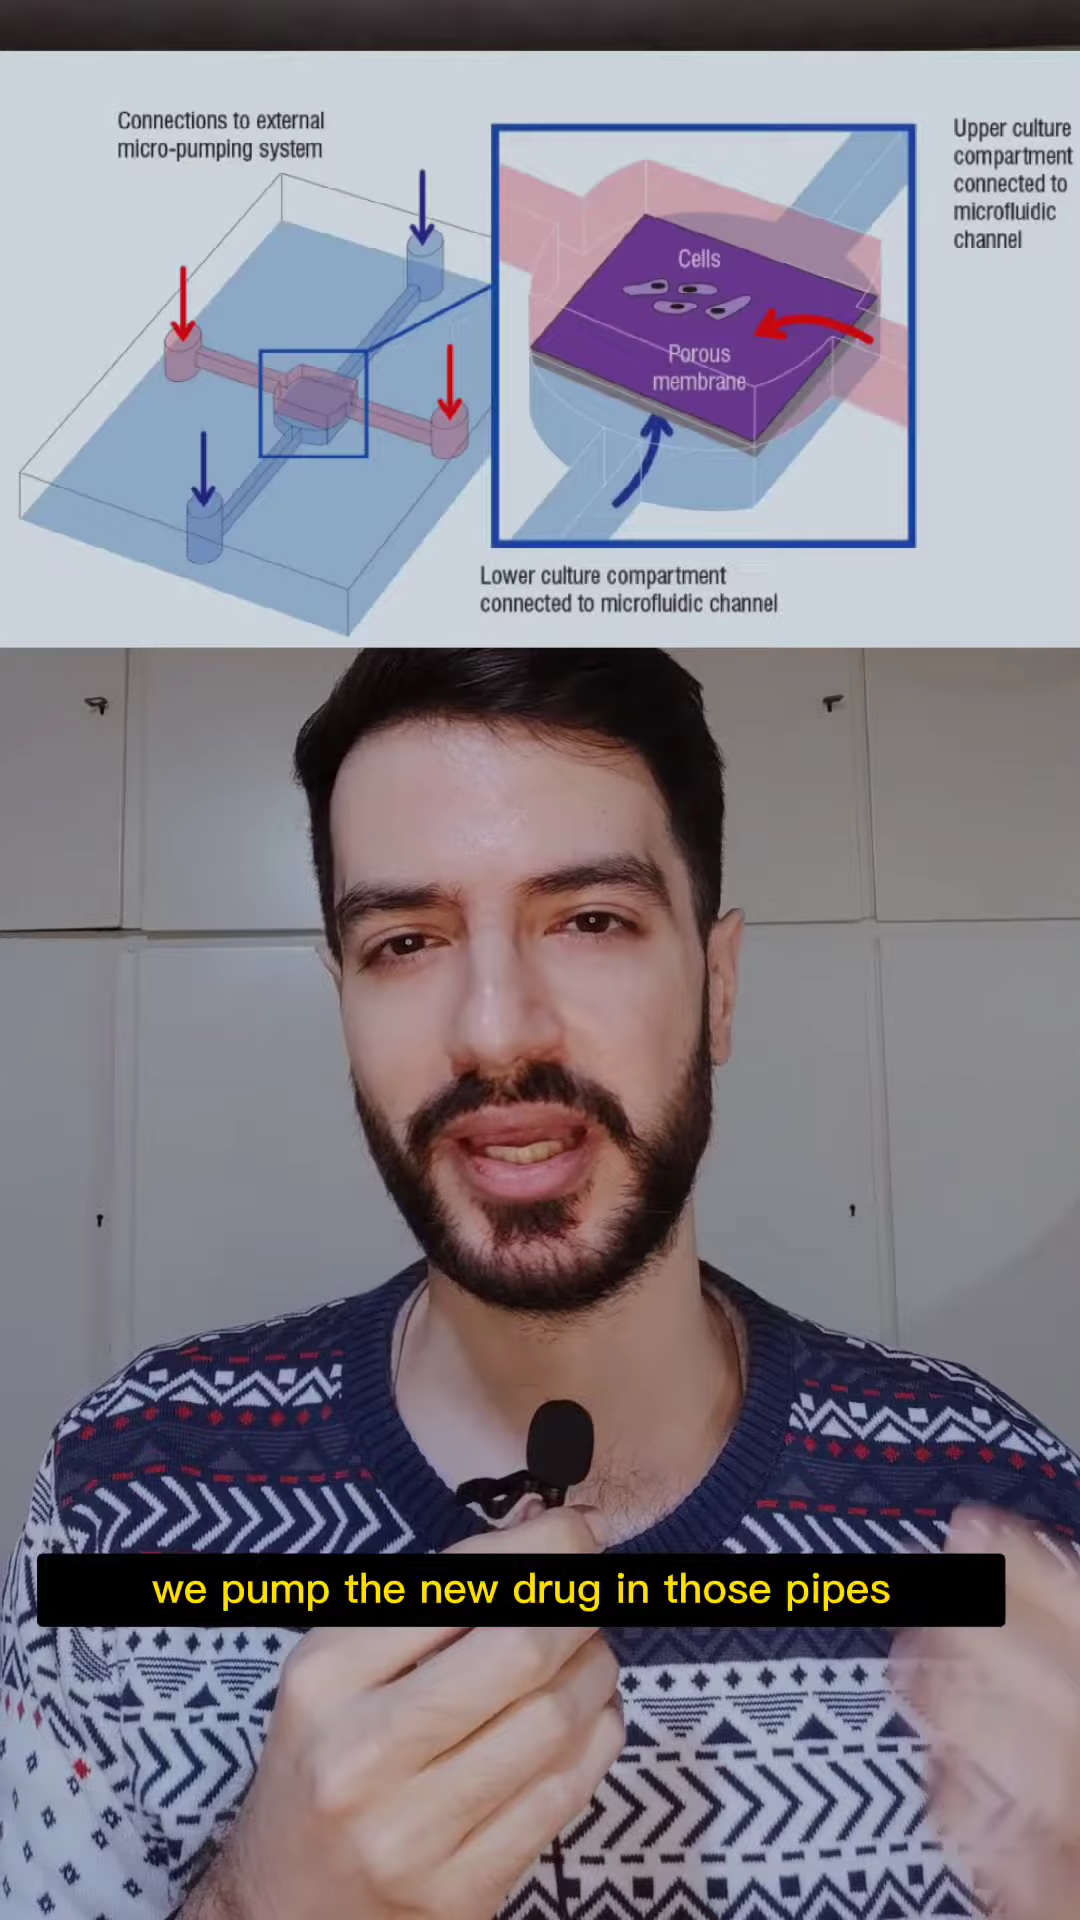 Connections to external
micro-pumping system
Upper culture
compartment
connected to
microfluidic
channel
Cells
Porous
membrane
Lower culture compartment
connected to microfluidic channel
we pump the new drug in those pipes